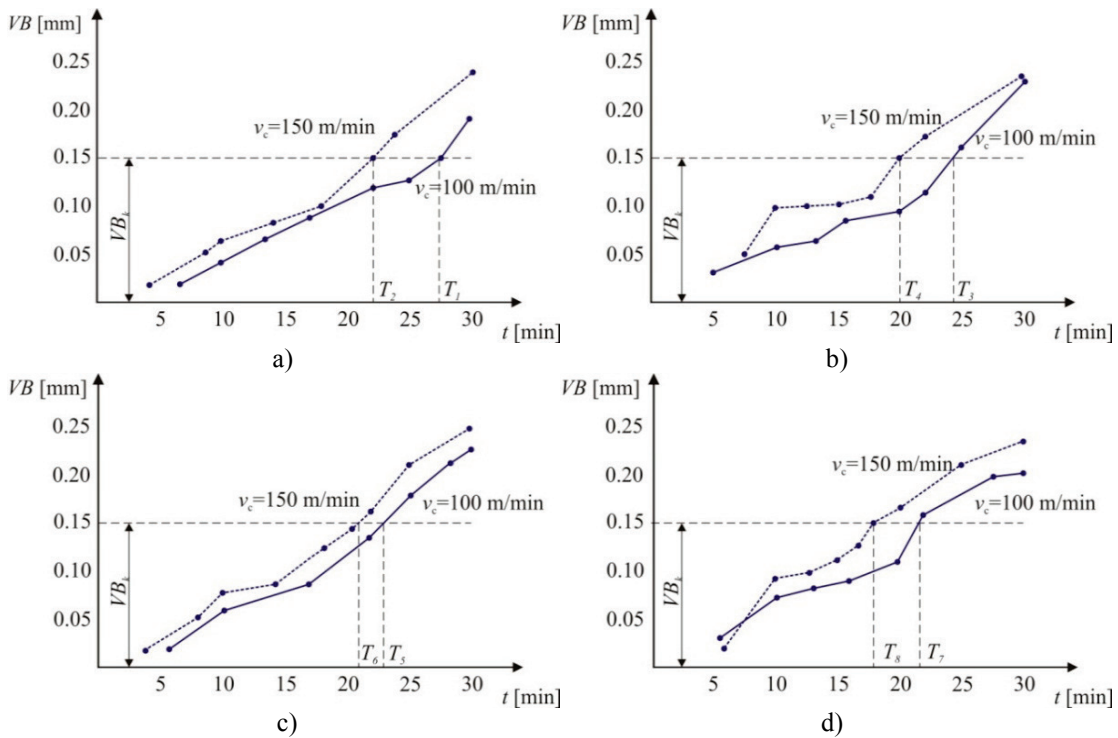 VB [mm]
0.25
0.20
0.15
0.10
0.05
VBk
vc=150 m/min
vc=100 m/min
T2 T1
5 10 15 20 25 30
t [min]
a)
VB [mm]
0.25
0.20
0.15
0.10
0.05
VBk
vc=150 m/min
vc=100 m/min
T4 T3
5 10 15 20 25 30
t [min]
b)
VB [mm]
0.25
0.20
0.15
0.10
0.05
VBk
vc=150 m/min
vc=100 m/min
T6 T5
5 10 15 20 25 30
t [min]
c)
VB [mm]
0.25
0.20
0.15
0.10
0.05
VBk
vc=150 m/min
vc=100 m/min
T8 T7
5 10 15 20 25 30
t [min]
d)